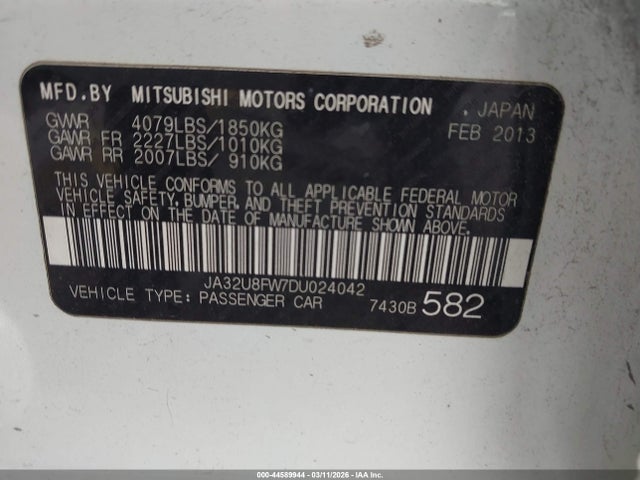 MFD.BY MITSUBISHI MOTORS CORPORATION JAPAN
GVWR 4079LBS/1850KG FEB 2013
GAWR FR 2227LBS/1010KG
GAWR RR 2007LBS/ 910KG
THIS VEHICLE CONFORMS TO ALL APPLICABLE FEDERAL MOTOR
VEHICLE SAFETY, BUMPER, AND THEFT PREVENTION STANDARDS
IN EFFECT ON THE DATE OF MANUFACTURE SHOWN ABOVE.
JA32U8FW7DU024042
VEHICLE TYPE: PASSENGER CAR 7430B 582
000-44589944 | 03/11/2026 | IAA Inc.